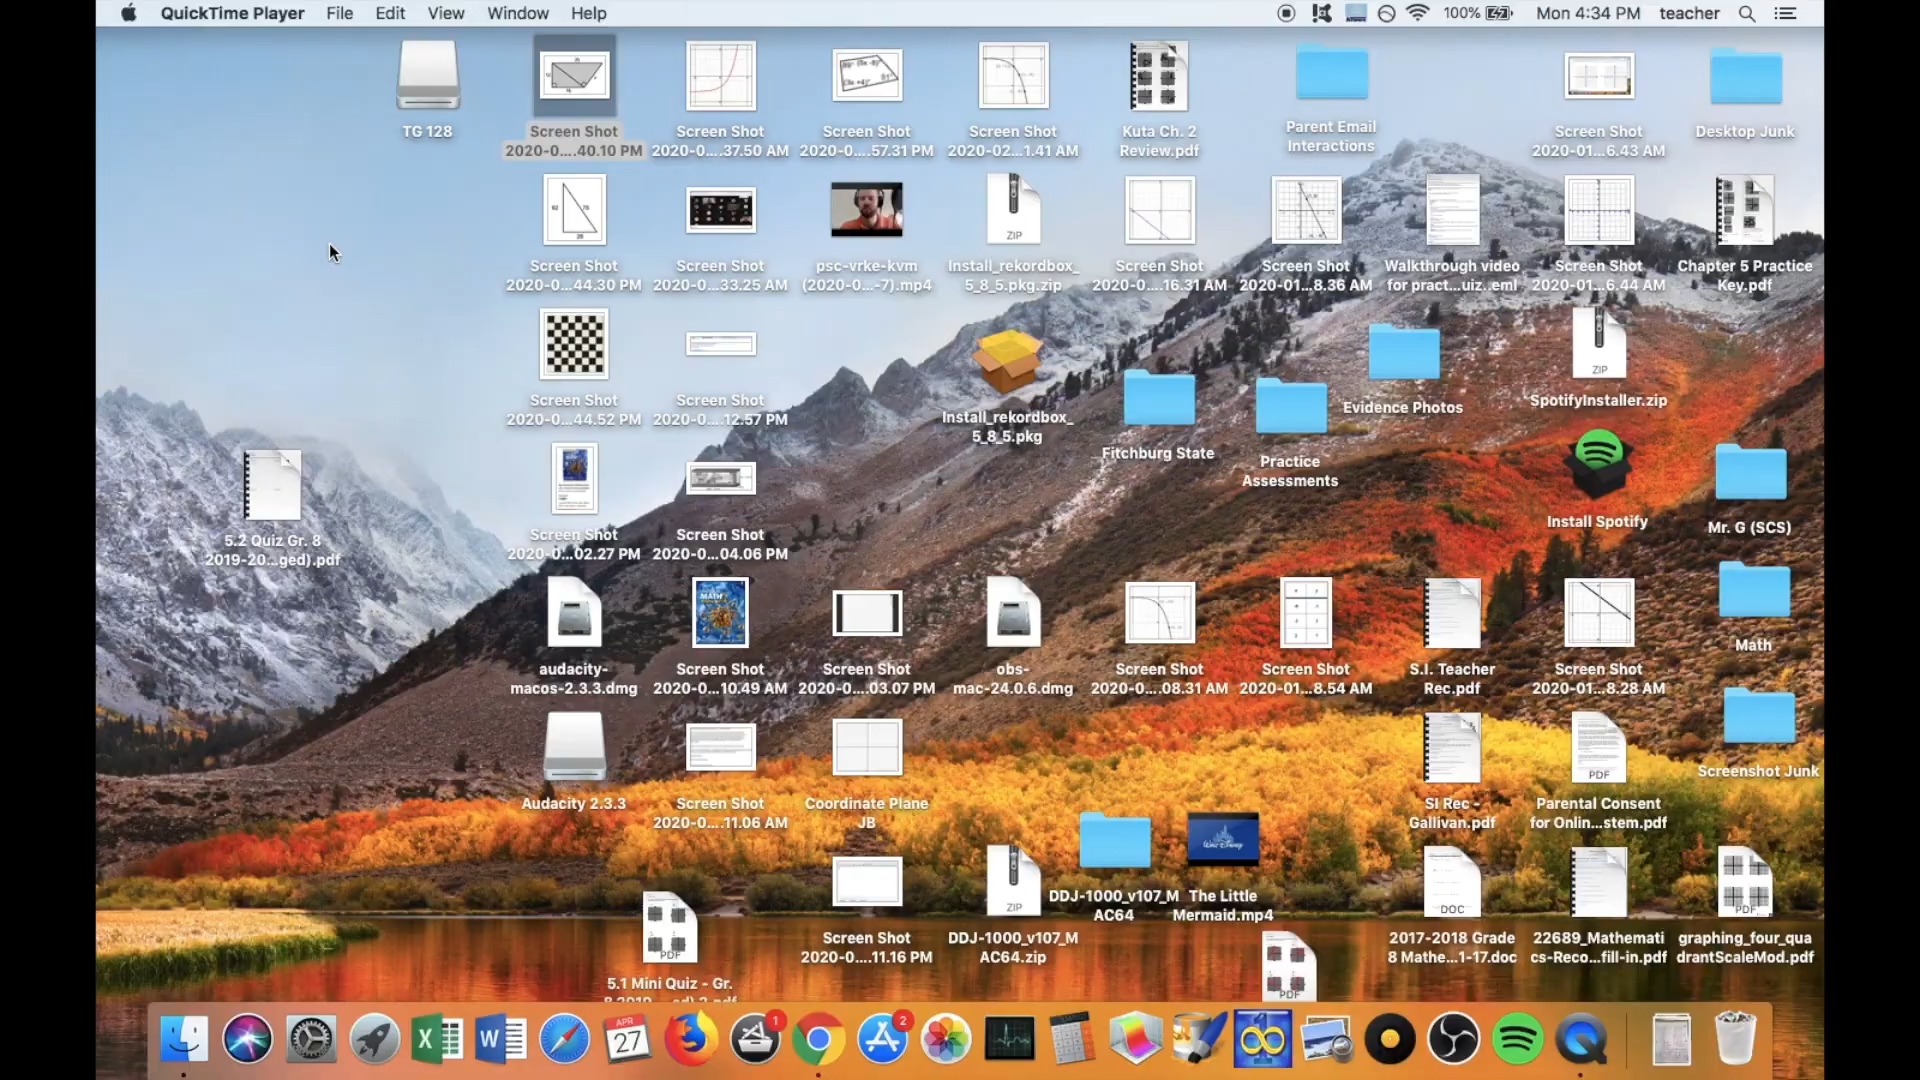 QuickTime Player File Edit View Window Help 100% Mon 4:34 PM teacher
TG 128
Screen Shot
2020-0....40.10 PM
Screen Shot
2020-0....37.50 AM
Screen Shot
2020-0....57.31 PM
Screen Shot
2020-02...1.41 AM
Kuta Ch. 2
Review.pdf
Parent Email
Interactions
Screen Shot
2020-01...6.43 AM
Desktop Junk
Screen Shot
2020-0...44.30 PM
Screen Shot
2020-0....33.25 AM
psc-vrke-kvm
(2020-0...-7).mp4
ZIP
Install_rekordbox_
5_8_5.pkg.zip
Screen Shot
2020-0....16.31 AM
Screen Shot
2020-01...8.36 AM
Walkthrough video
for pract...uiz..eml
Screen Shot
2020-01...6.44 AM
Chapter 5 Practice
Key.pdf
Screen Shot
2020-0...44.52 PM
Screen Shot
2020-0....12.57 PM
Install_rekordbox_
5_8_5.pkg
Fitchburg State
Practice
Assessments
Evidence Photos
ZIP
SpotifyInstaller.zip
5.2 Quiz Gr. 8
2019-20...ged).pdf
Screen Shot
2020-0...02.27 PM
Screen Shot
2020-0....04.06 PM
Install Spotify
Mr. G (SCS)
audacity-
macos-2.3.3.dmg
MATH
Screen Shot
2020-0....10.49 AM
Screen Shot
2020-0....03.07 PM
obs-
mac-24.0.6.dmg
Screen Shot
2020-0....08.31 AM
Screen Shot
2020-01...8.54 AM
S.I. Teacher
Rec.pdf
Screen Shot
2020-01...8.28 AM
Math
Audacity 2.3.3
Screen Shot
2020-0....11.06 AM
Coordinate Plane
JB
SI Rec -
Gallivan.pdf
PDF
Parental Consent
for Onlin...stem.pdf
Screenshot Junk
PDF
5.1 Mini Quiz - Gr.
Screen Shot
2020-0....11.16 PM
ZIP
DDJ-1000_v107_M
AC64.zip
DDJ-1000_v107_M
AC64
Walt Disney
The Little
Mermaid.mp4
PDF
DOC
2017-2018 Grade
8 Mathe...1-17.doc
22689_Mathemati
cs-Reco...fill-in.pdf
PDF
graphing_four_qua
drantScaleMod.pdf
X W APR 27 1 2